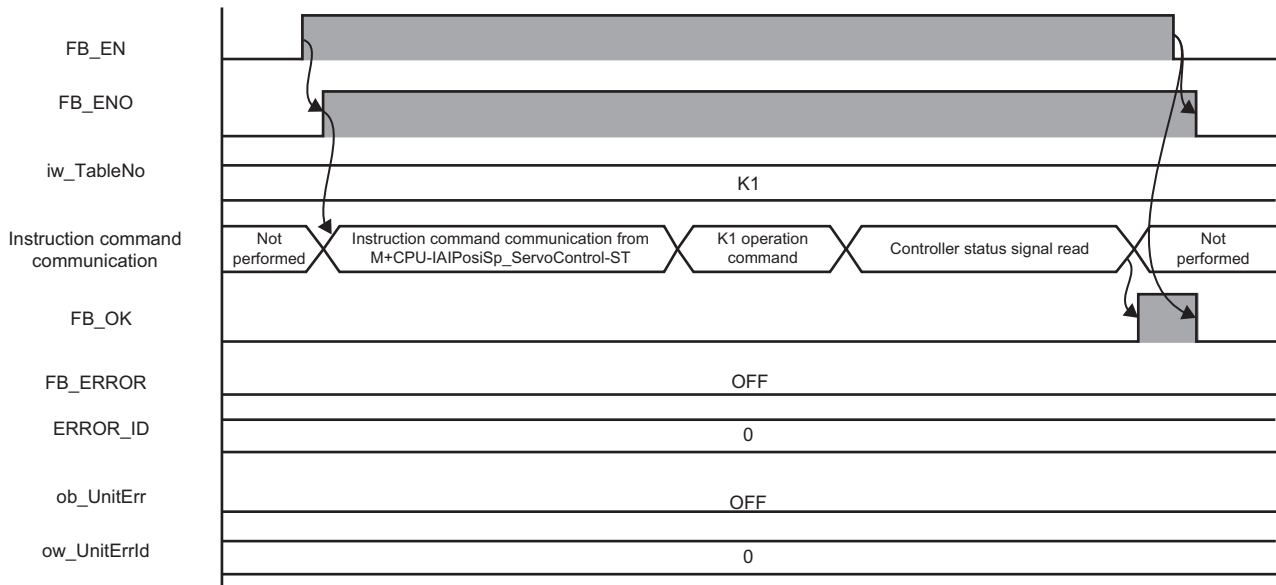 FB_EN
FB_ENO
iw_TableNo
K1
Instruction command
communication
Not
performed
Instruction command communication from
M+CPU-IAIPosiSp_ServoControl-ST
K1 operation
command
Controller status signal read
Not
performed
FB_OK
FB_ERROR
OFF
ERROR_ID
0
ob_UnitErr
OFF
ow_UnitErrId
0